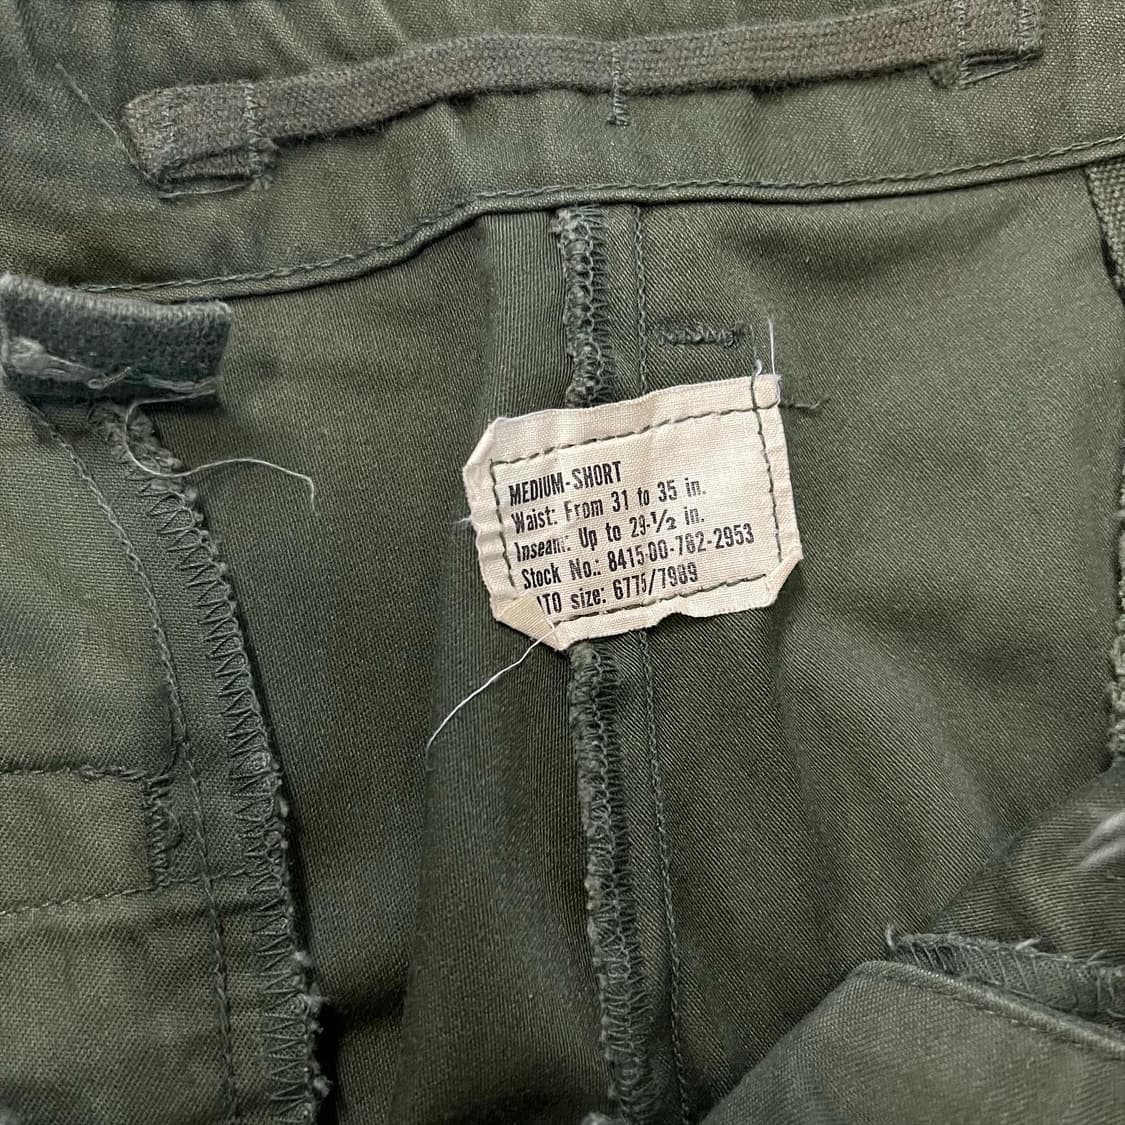 MEDIUM-SHORT
Waist: From 31 to 35 in.
Inseam: Up to 29-1/2 in.
Stock No.: 8415-00-782-2953
size: 6775/7989